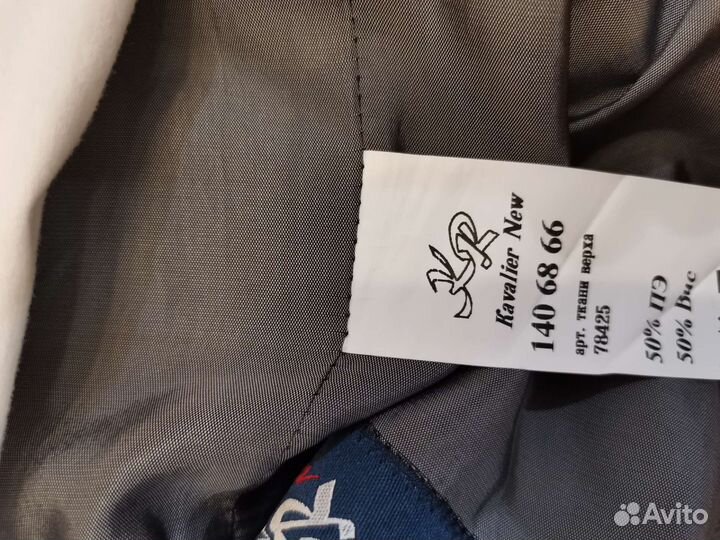 KR
Kavalier New
140 68 66
арт. ткани верха
78425
50% ПЭ
50% Вис
Avito